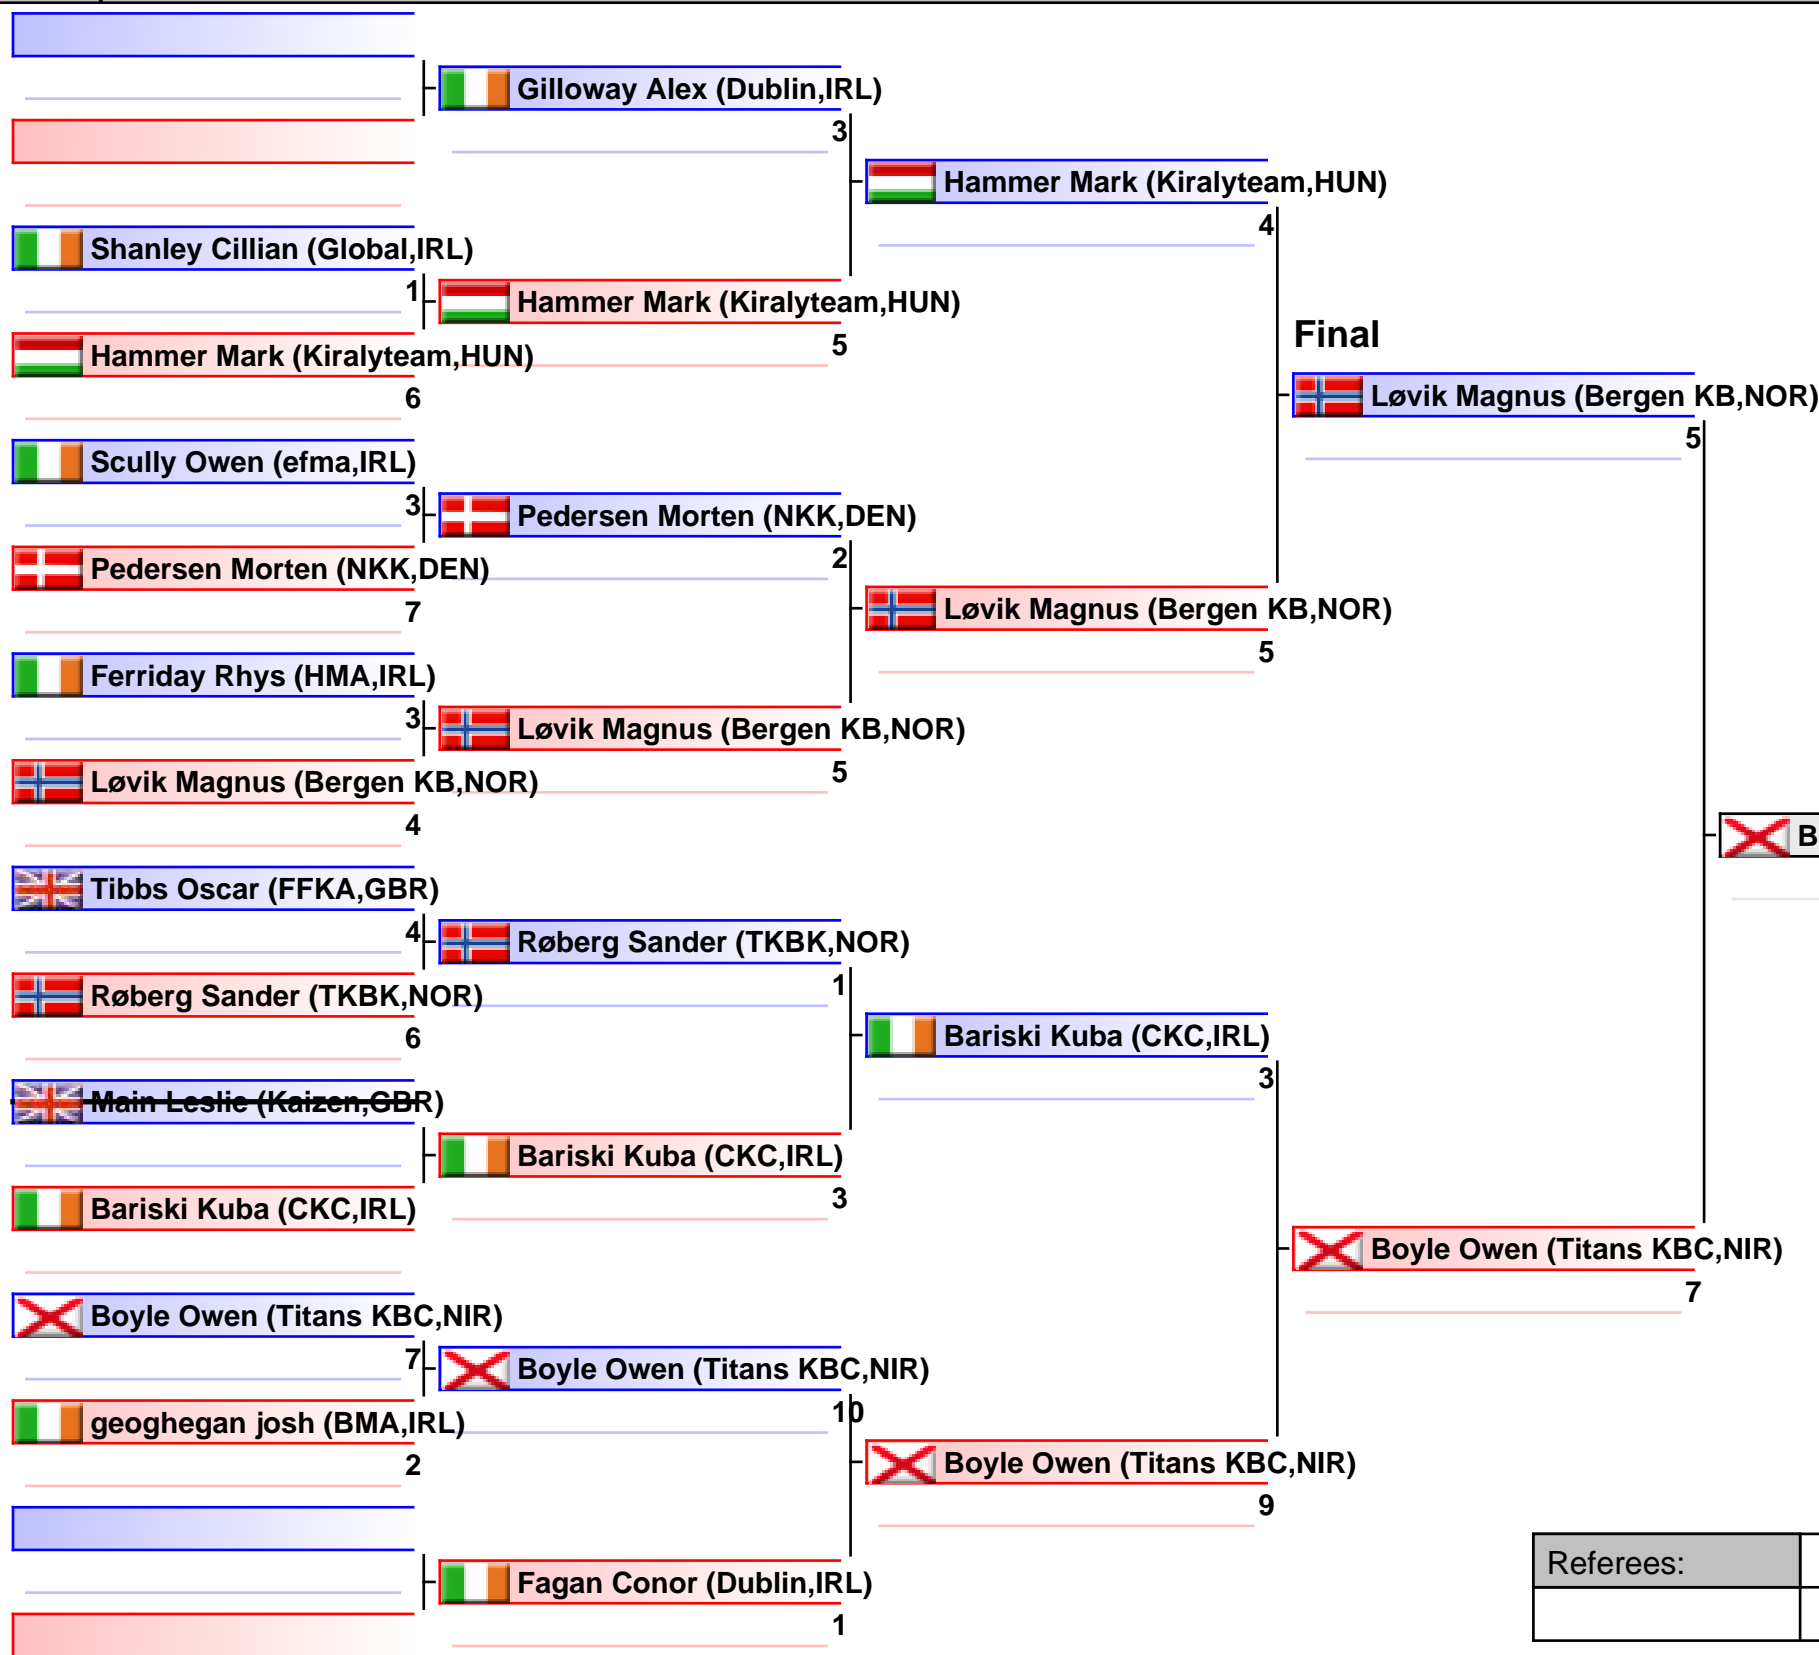 Gilloway Alex (Dublin,IRL)
3
Hammer Mark (Kiralyteam,HUN)
4
Shanley Cillian (Global,IRL)
1
Hammer Mark (Kiralyteam,HUN)
5
Hammer Mark (Kiralyteam,HUN)
6
Final
Løvik Magnus (Bergen KB,NOR)
5
Scully Owen (efma,IRL)
3
Pedersen Morten (NKK,DEN)
2
Pedersen Morten (NKK,DEN)
7
Løvik Magnus (Bergen KB,NOR)
5
Ferriday Rhys (HMA,IRL)
3
Løvik Magnus (Bergen KB,NOR)
5
Løvik Magnus (Bergen KB,NOR)
4
B
Tibbs Oscar (FFKA,GBR)
4
Røberg Sander (TKBK,NOR)
1
Røberg Sander (TKBK,NOR)
6
Bariski Kuba (CKC,IRL)
3
Main Leslie (Kaizen,GBR)
Bariski Kuba (CKC,IRL)
3
Bariski Kuba (CKC,IRL)
Boyle Owen (Titans KBC,NIR)
7
Boyle Owen (Titans KBC,NIR)
7
Boyle Owen (Titans KBC,NIR)
10
geoghegan josh (BMA,IRL)
2
Boyle Owen (Titans KBC,NIR)
9
Fagan Conor (Dublin,IRL)
1
Referees: